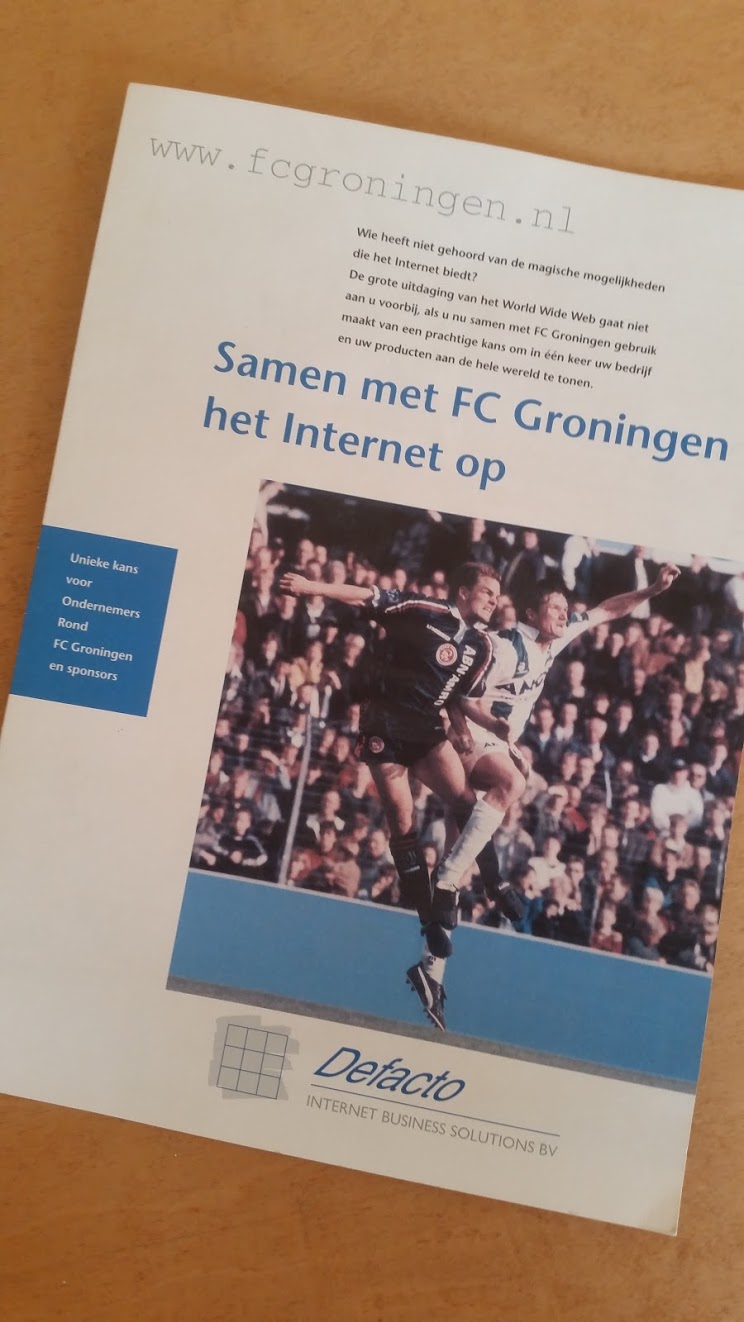 www.fcgroningen.nl
Wie heeft niet gehoord van de magische mogelijkheden
die het Internet biedt?
De grote uitdaging van het World Wide Web gaat niet
aan u voorbij, als u nu samen met FC Groningen gebruik
maakt van een prachtige kans om in één keer uw bedrijf
en uw producten aan de hele wereld te tonen.
Samen met FC Groningen
het Internet op
Unieke kans
voor
Ondernemers
Rond
FC Groningen
en sponsors
ABN·AMRO
Defacto
INTERNET BUSINESS SOLUTIONS BV